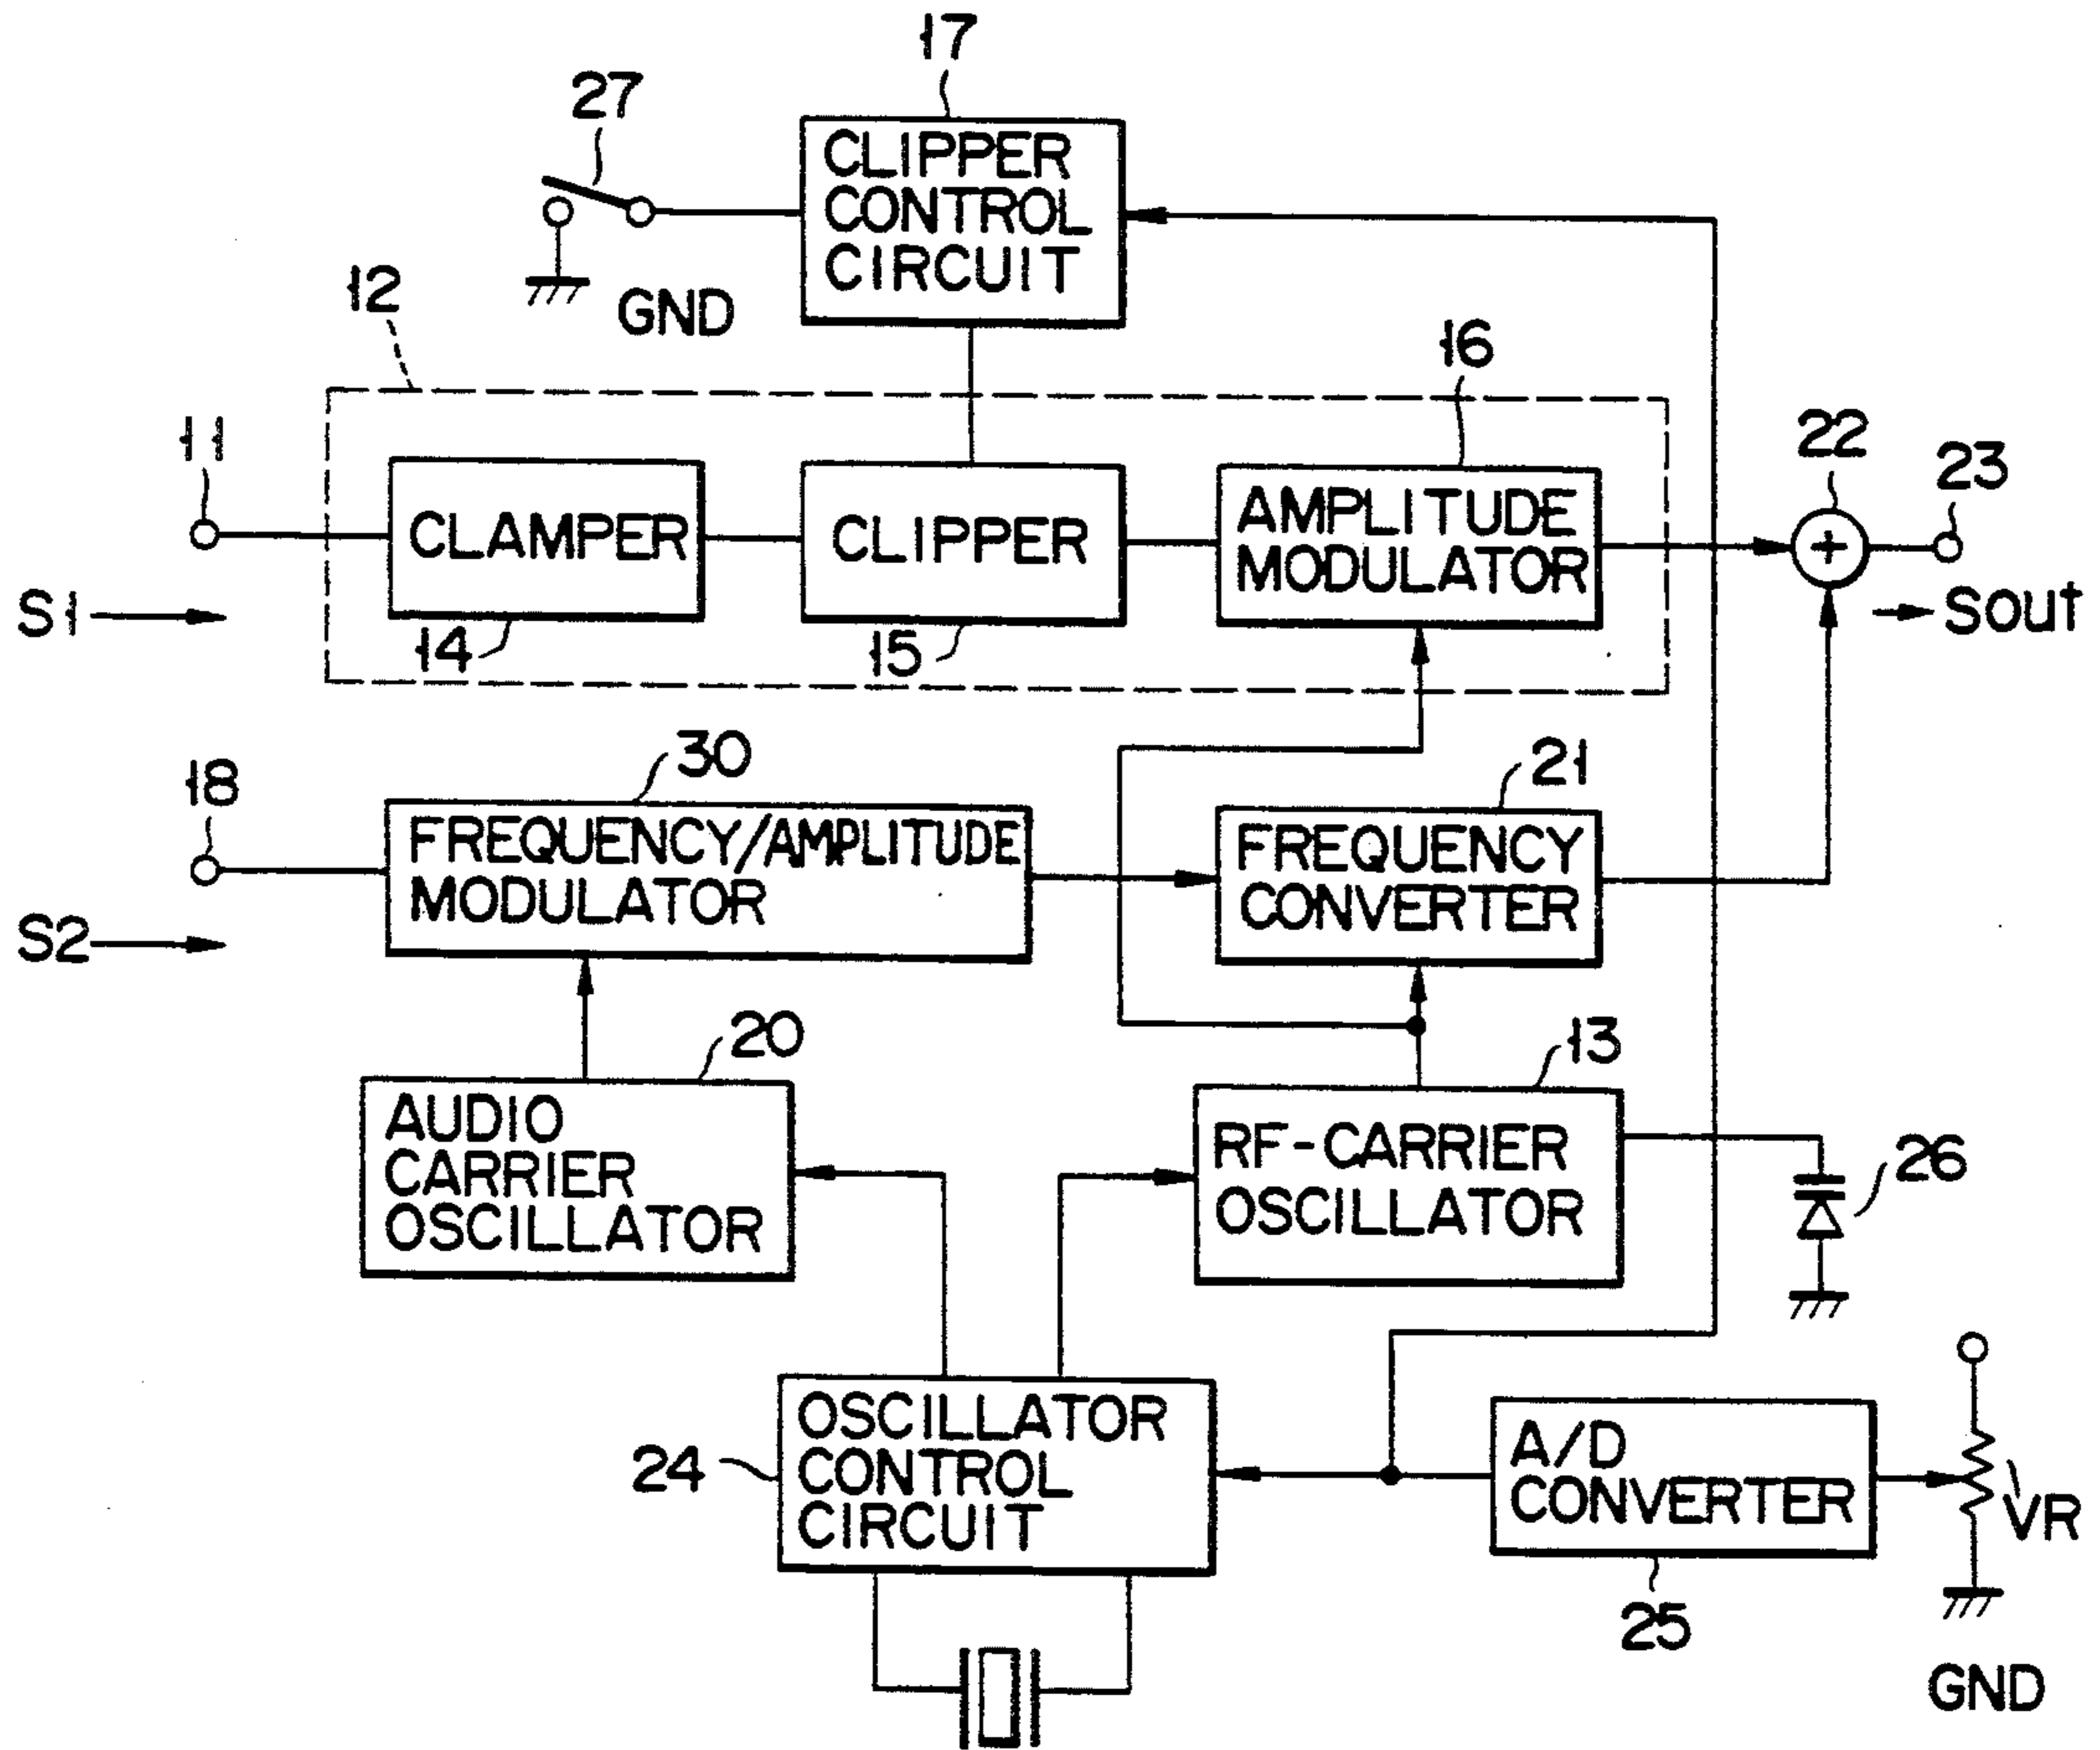 17
27
CLIPPER
CONTROL
CIRCUIT
12
GND
16
11
22
23
CLAMPER
CLIPPER
AMPLITUDE
MODULATOR
+
S1
14
15
Sout
30
21
18
FREQUENCY/AMPLITUDE
MODULATOR
FREQUENCY
CONVERTER
S2
20
13
AUDIO
CARRIER
OSCILLATOR
RF-CARRIER
OSCILLATOR
26
24
OSCILLATOR
CONTROL
CIRCUIT
A/D
CONVERTER
VR
25
GND